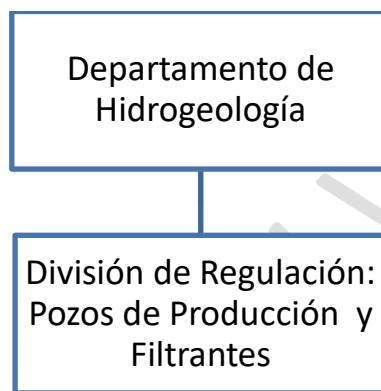 Departamento de
Hidrogeología
División de Regulación:
Pozos de Producción y
Filtrantes